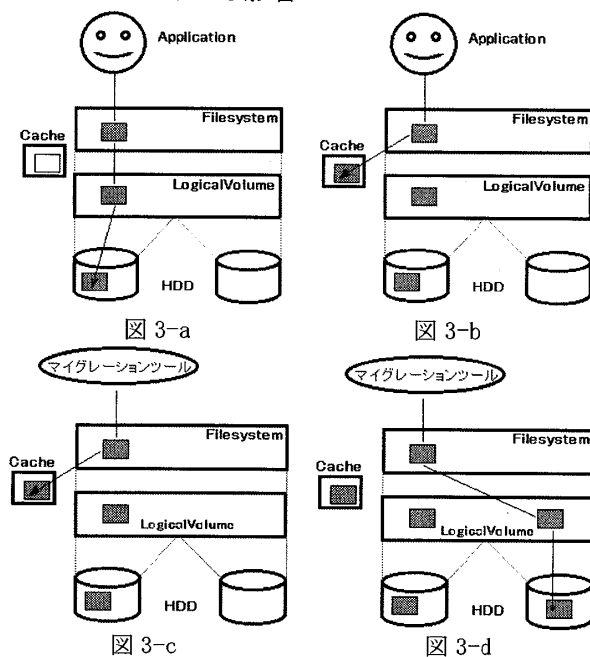 Application
Filesystem
Cache
LogicalVolume
HDD
図 3-a
Application
Filesystem
Cache
LogicalVolume
HDD
図 3-b
マイグレーションツール
Filesystem
Cache
LogicalVolume
HDD
図 3-c
マイグレーションツール
Filesystem
Cache
LogicalVolume
HDD
図 3-d